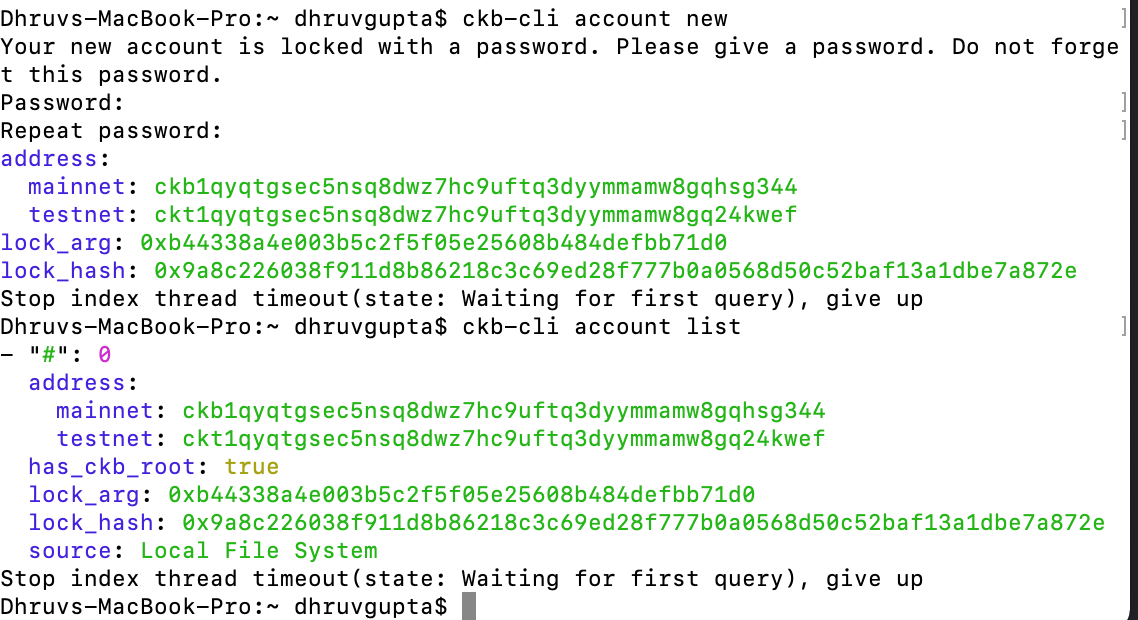 Dhruvs-MacBook-Pro:~ dhruvgupta$ ckb-cli account new
Your new account is locked with a password. Please give a password. Do not forge
t this password.
Password:
Repeat password:
address:
  mainnet: ckb1qyqtgsec5nsq8dwz7hc9uftq3dyymmamw8gqhsg344
  testnet: ckt1qyqtgsec5nsq8dwz7hc9uftq3dyymmamw8gq24kwef
lock_arg: 0xb44338a4e003b5c2f5f05e25608b484defbb71d0
lock_hash: 0x9a8c226038f911d8b86218c3c69ed28f777b0a0568d50c52baf13a1dbe7a872e
Stop index thread timeout(state: Waiting for first query), give up
Dhruvs-MacBook-Pro:~ dhruvgupta$ ckb-cli account list
- "#": 0
  address:
    mainnet: ckb1qyqtgsec5nsq8dwz7hc9uftq3dyymmamw8gqhsg344
    testnet: ckt1qyqtgsec5nsq8dwz7hc9uftq3dyymmamw8gq24kwef
  has_ckb_root: true
  lock_arg: 0xb44338a4e003b5c2f5f05e25608b484defbb71d0
  lock_hash: 0x9a8c226038f911d8b86218c3c69ed28f777b0a0568d50c52baf13a1dbe7a872e
  source: Local File System
Stop index thread timeout(state: Waiting for first query), give up
Dhruvs-MacBook-Pro:~ dhruvgupta$